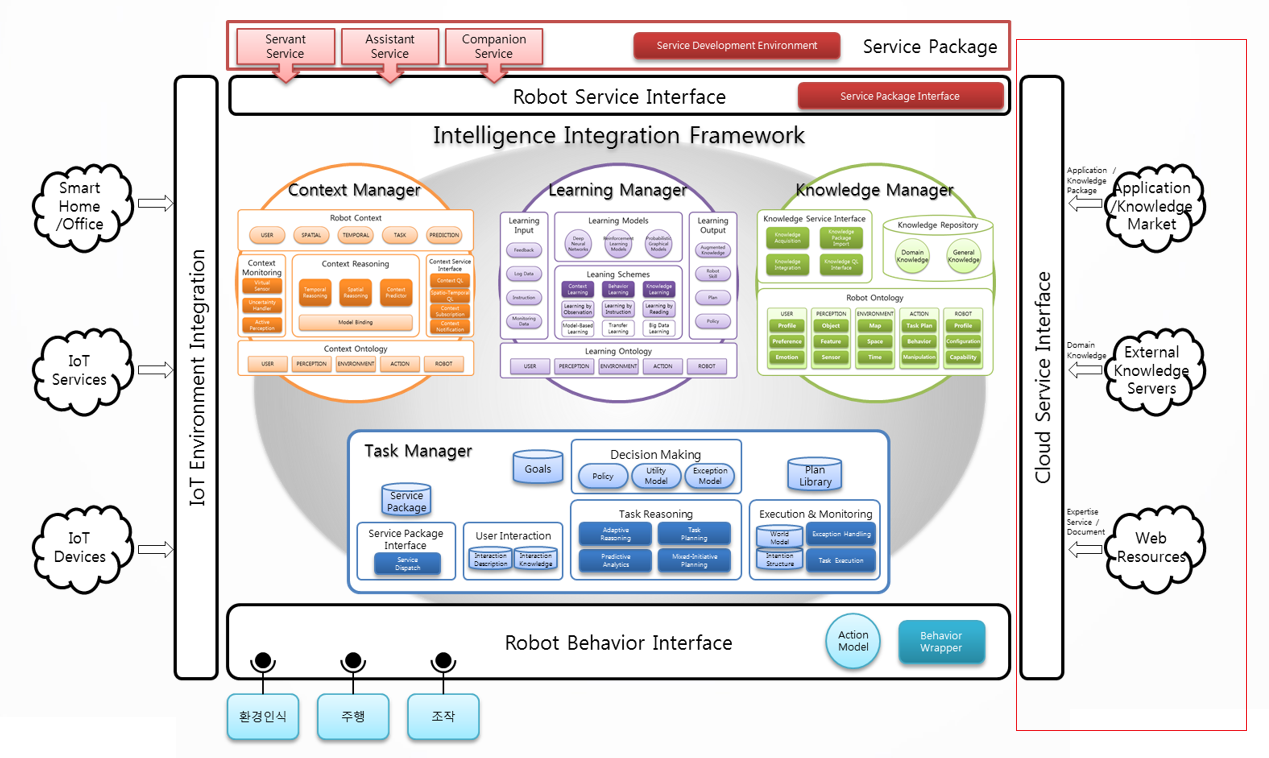 Servant
Service
Assistant
Service
Companion
Service
Service Development Environment
Service Package
Robot Service Interface
Service Package Interface
Intelligence Integration Framework
Smart
Home
/Office
IoT
Services
IoT
Devices
IoT Environment Integration
Context Manager
Robot Context
USER
SPATIAL
TEMPORAL
TASK
PREDICTION
Context
Monitoring
Virtual
Sensor
Uncertainty
Handler
Active
Perception
Context Reasoning
Temporal
Reasoning
Spatial
Reasoning
Context
Predictor
Model Binding
Context Service
Interface
Context QL
Spatial-Temporal
QL
Context
Subscription
Context
Notification
Context Ontology
USER
PERCEPTION
ENVIRONMENT
ACTION
ROBOT
Learning Manager
Learning
Input
Feedback
Log Data
Instruction
Monitoring
Data
Learning Models
Deep
Neural
Networks
Reinforcement
Learning
Models
Probabilistic
Graphical
Models
Leaning Schemes
Context
Learning
Behavior
Learning
Knowledge
Learning
Learning by
Observation
Learning by
Instruction
Learning by
Reading
Model-Based
Learning
Transfer
Learning
Big Data
Learning
Learning
Output
Augmented
Knowledge
Robot
Skill
Plan
Policy
Learning Ontology
USER
PERCEPTION
ENVIRONMENT
ACTION
ROBOT
Knowledge Manager
Knowledge Service Interface
Knowledge
Acquisition
Knowledge
Package
Import
Knowledge
Integration
Knowledge QL
Interface
Knowledge Repository
Domain
Knowledge
General
Knowledge
Robot Ontology
USER
PERCEPTION
ENVIRONMENT
ACTION
ROBOT
Profile
Object
Map
Task Plan
Profile
Preference
Feature
Space
Behavior
Configuration
Emotion
Sensor
Time
Manipulation
Capability
Task Manager
Service
Package
Goals
Decision Making
Policy
Utility
Model
Exception
Model
Plan
Library
Service Package
Interface
Service
Dispatch
User Interaction
Interaction
Description
Interaction
Knowledge
Task Reasoning
Adaptive
Reasoning
Task
Planning
Predictive
Analytics
Mixed-Initiative
Planning
Execution & Monitoring
World
Model
Intention
Structure
Exception Handling
Task Execution
Robot Behavior Interface
Action
Model
Behavior
Wrapper
환경인식
주행
조작
Cloud Service Interface
Application /
Knowledge
Package
Application
/Knowledge
Market
Domain
Knowledge
External
Knowledge
Servers
Expertise
Service /
Document
Web
Resources